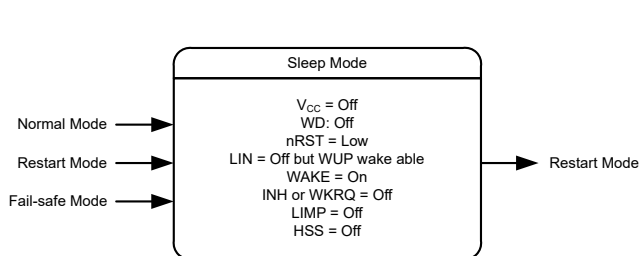 Sleep Mode
V_CC = Off
WD: Off
nRST = Low
LIN = Off but WUP wake able
WAKE = On
INH or WKRQ = Off
LIMP = Off
HSS = Off
Normal Mode
Restart Mode
Fail-safe Mode
Restart Mode